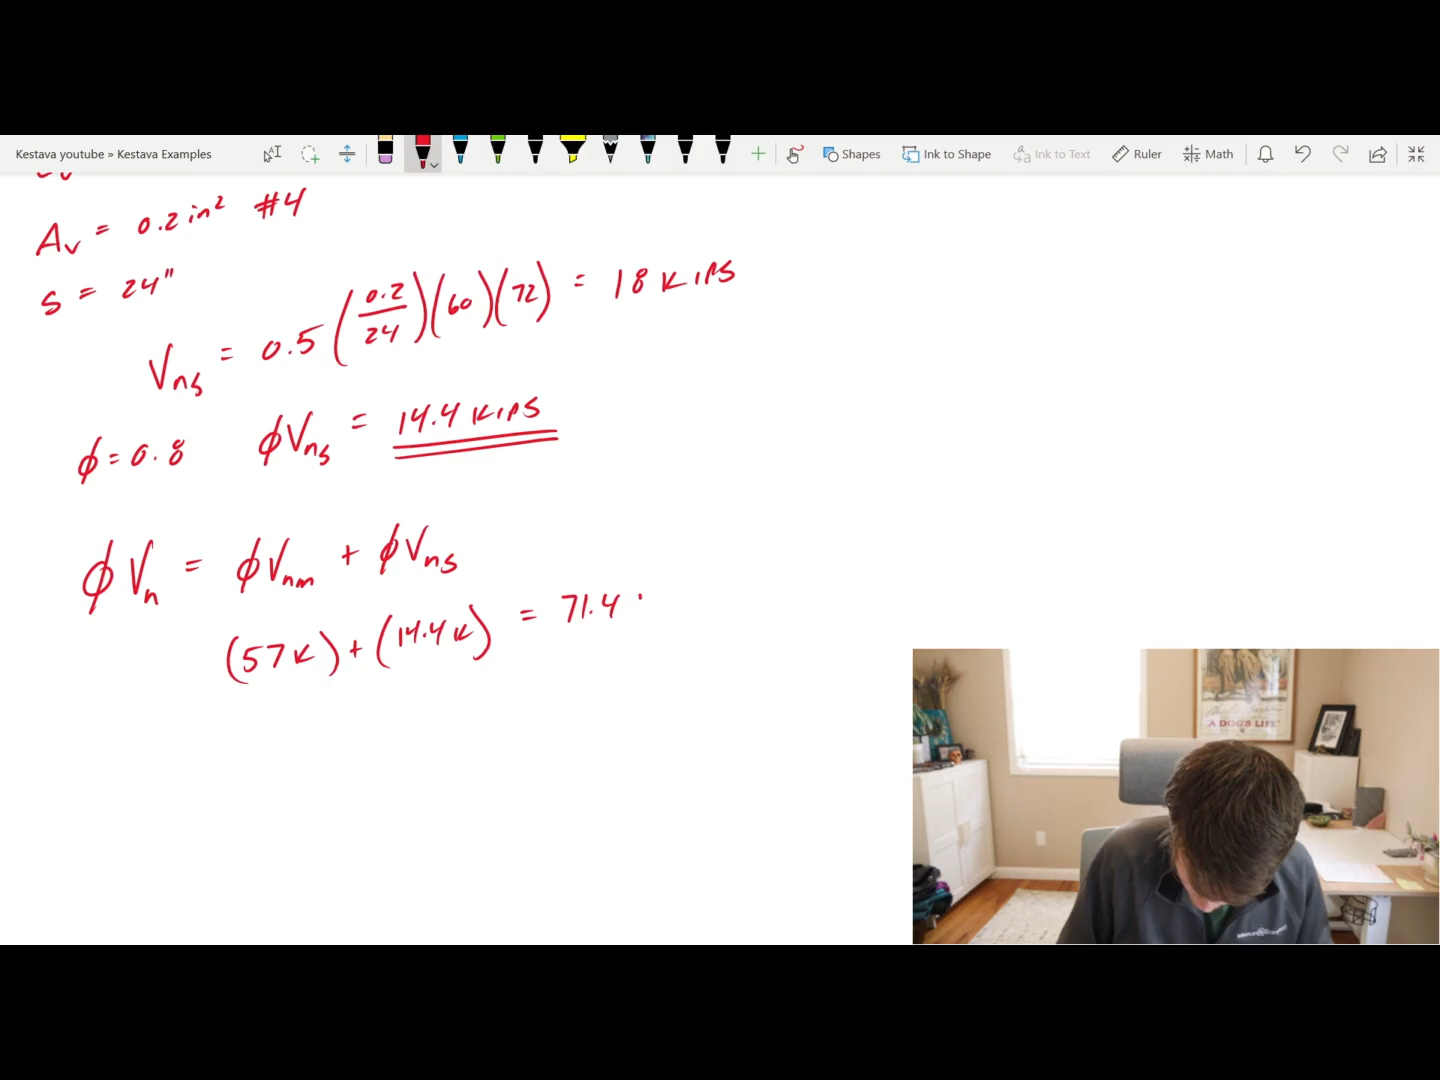 Kestava youtube » Kestava Examples
Shapes
Ink to Shape
Ink to Text
Ruler
Math
Av = 0.2 in² #4
s = 24"
Vns = 0.5 (0.2/24)(60)(72) = 18 KIPS
φ = 0.8 φVns = 14.4 KIPS
φVn = φVnm + φVns
(57K) + (14.4K) = 71.4
"A DOG'S LIFE"